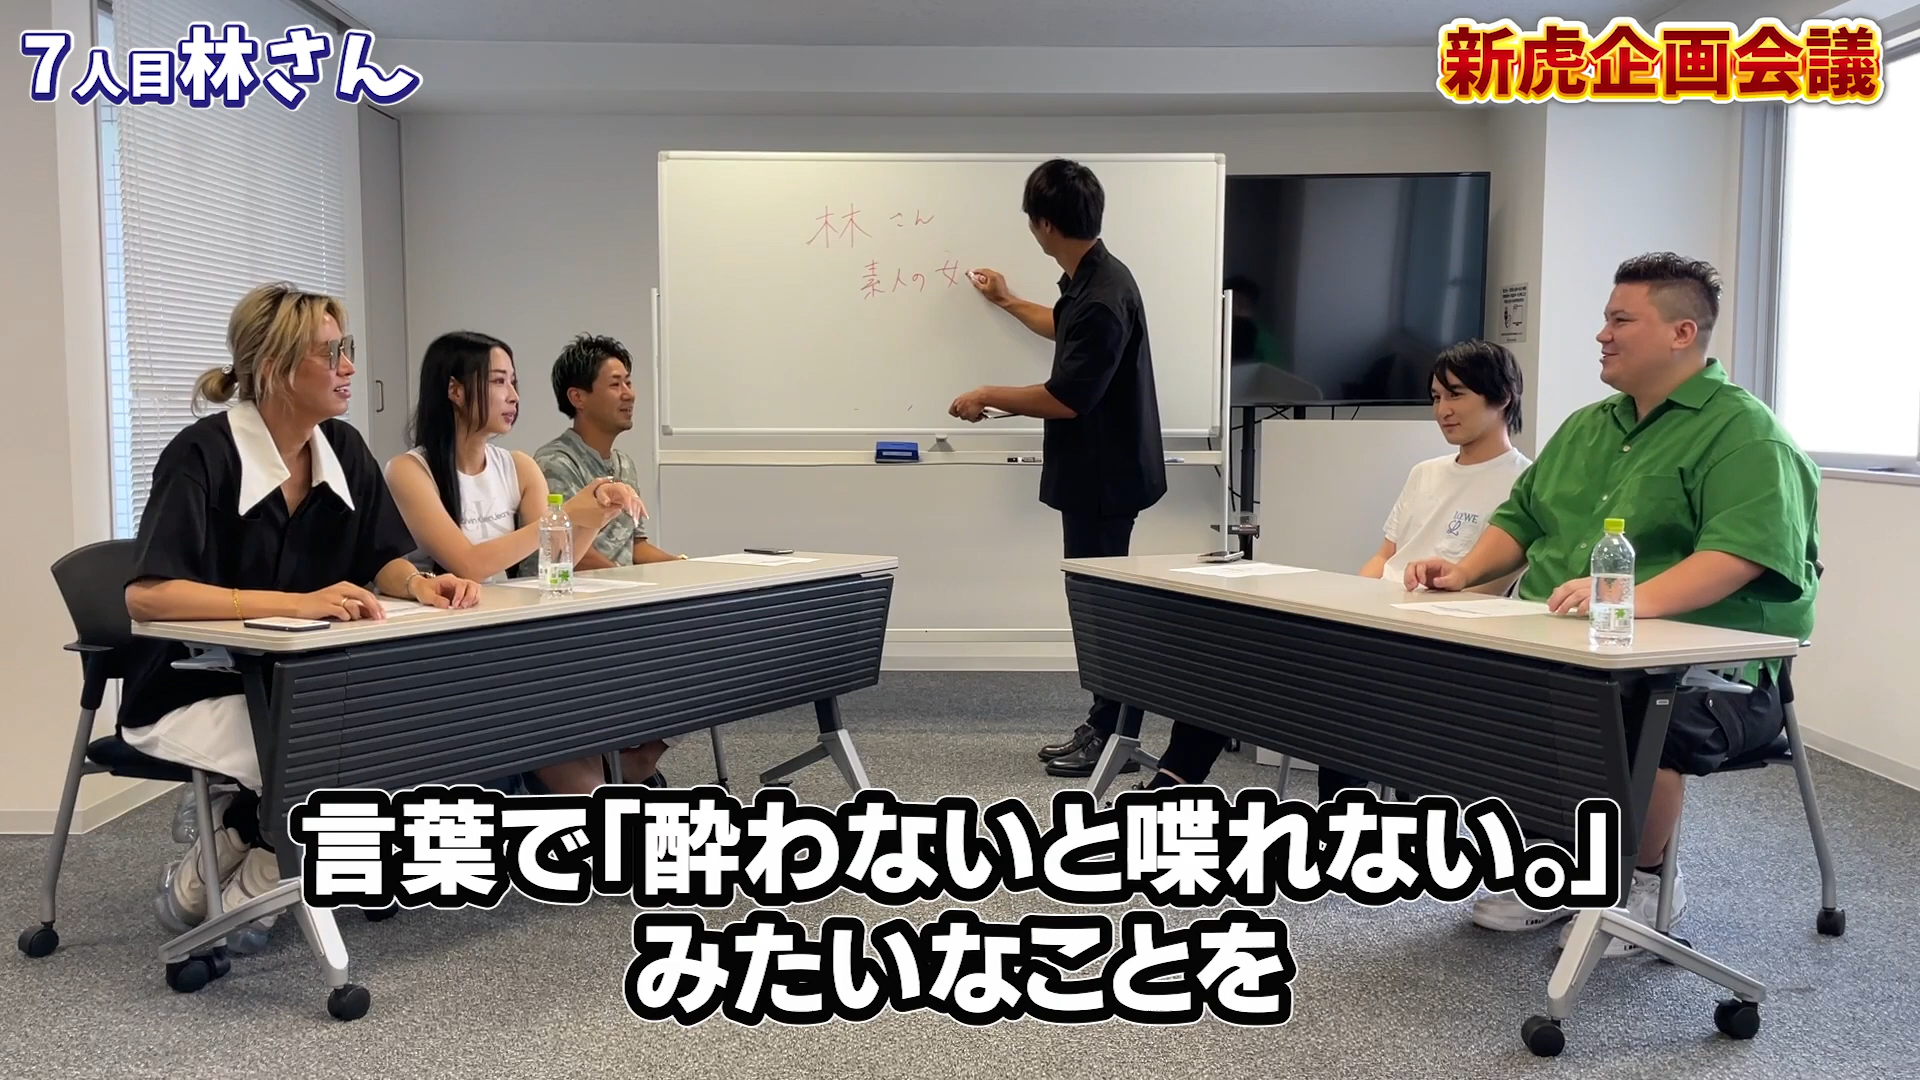 7人目林さん
新虎企画会議
林さん
素人の女
LOEWE
言葉で「酔わないと喋れない。」
みたいなことを